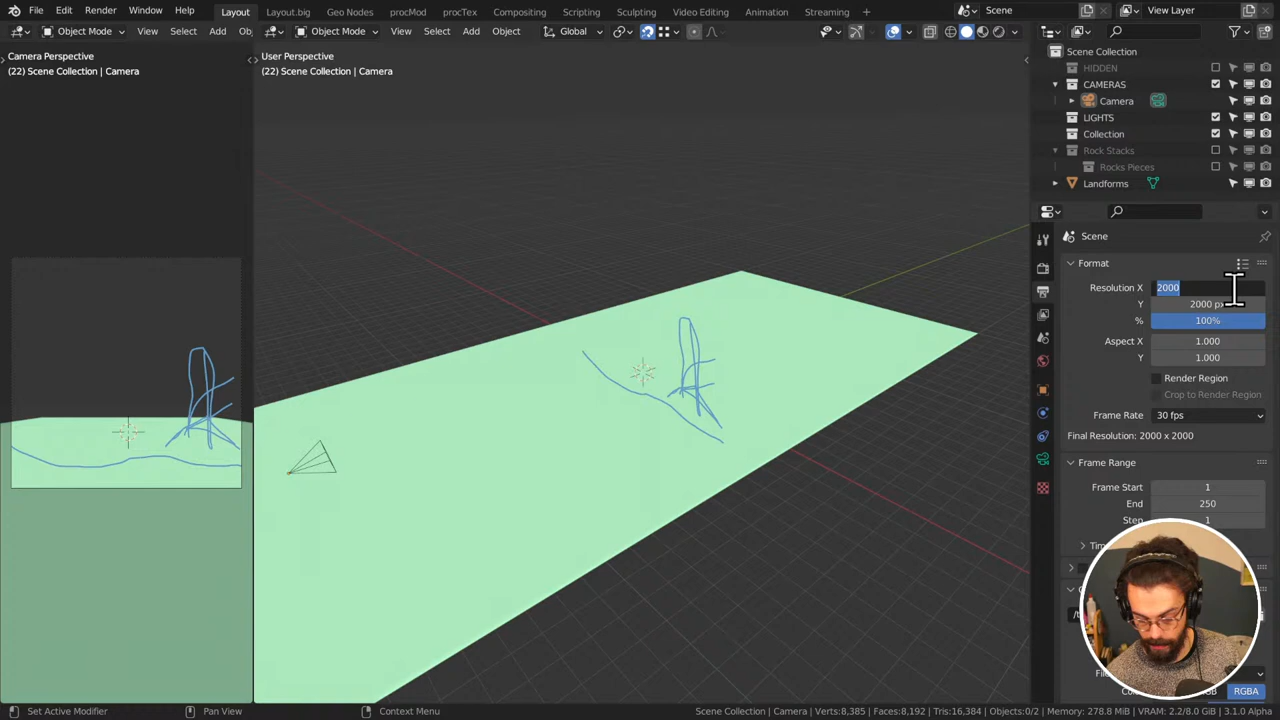 File Edit Render Window Help Layout Layout.big Geo Nodes procMod procTex Compositing Scripting Sculpting Video Editing Animation Streaming + Scene View Layer
Object Mode View Select Add Ob Object Mode View Select Add Object Global
Camera Perspective
(22) Scene Collection | Camera
User Perspective
(22) Scene Collection | Camera
Scene Collection
HIDDEN
CAMERAS
Camera
LIGHTS
Collection
Rock Stacks
Rocks Pieces
Landforms
Scene
Format
Resolution X 2000
Y 2000 px
% 100%
Aspect X 1.000
Y 1.000
Render Region
Crop to Render Region
Frame Rate 30 fps
Final Resolution: 2000 x 2000
Frame Range
Frame Start 1
End 250
Step 1
RGBA
Set Active Modifier Pan View Context Menu Scene Collection | Camera | Verts:8,385 | Faces:8,192 | Tris:16,384 | Objects:0/2 | Memory: 278.8 MiB | VRAM: 2.2/8.0 GiB | 3.1.0 Alpha